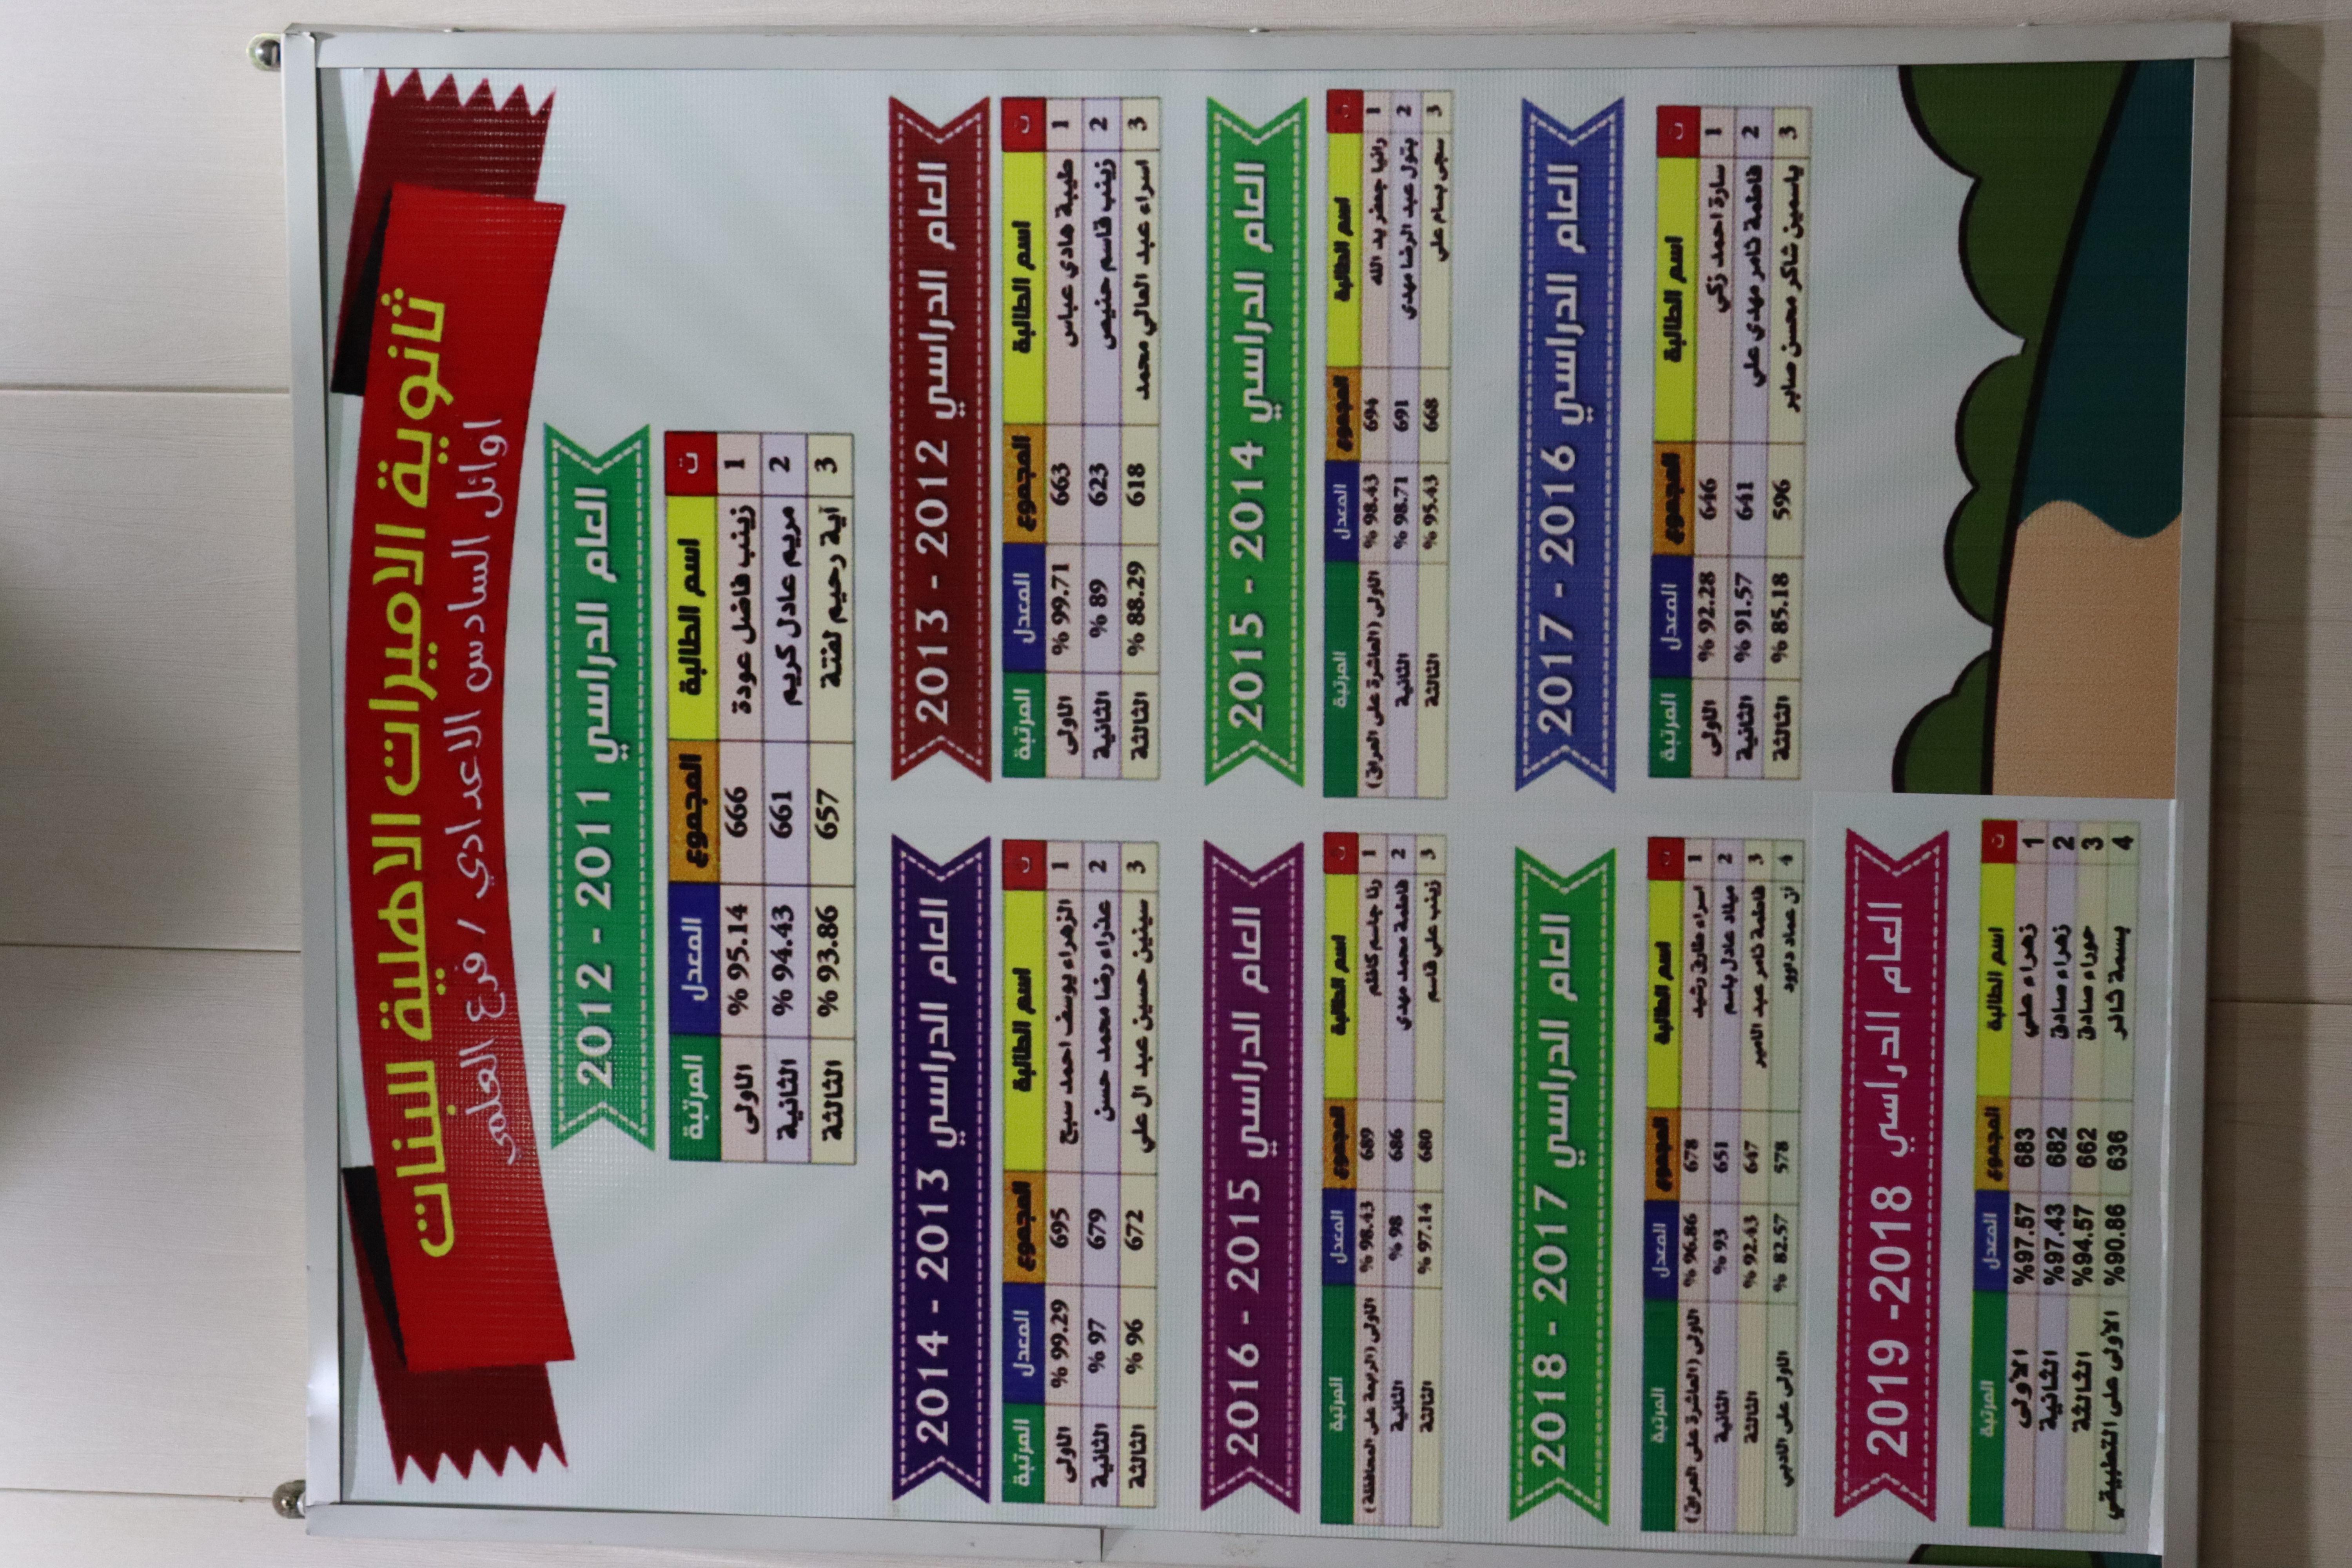 ثانوية الاميرات الاهلية للبنات
اوائل السادس الاعدادي / فرع العلمي
العام الدراسي 2011 - 2012
ت اسم الطالبة المجموع المعدل المرتبة
1 زينب فاضل عودة 666 95.14 % الاولى
2 مريم عادل كريم 661 94.43 % الثانية
3 آية رحيم لفتة 657 93.86 % الثالثة
العام الدراسي 2012 - 2013
ت اسم الطالبة المجموع المعدل المرتبة
1 طيبة هادي عباس 663 99.71 % الاولى
2 زينب قاسم حنيص 623 89 % الثانية
3 اسراء عبد العالي محمد 618 88.29 % الثالثة
العام الدراسي 2013 - 2014
ت اسم الطالبة المجموع المعدل المرتبة
1 الزهراء يوسف احمد سبح 695 99.29 % الاولى
2 عذراء رضا محمد حسن 679 97 % الثانية
3 سينين حسين عبد ال علي 672 96 % الثالثة
العام الدراسي 2014 - 2015
ت اسم الطالبة المجموع المعدل المرتبة
1 رانيا جعفر يد الله 694 98.43 % الاولى (العاشرة على العراق)
2 بتول عبد الرضا مهدي 691 98.71 % الثانية
3 سجى بسام علي 668 95.43 % الثالثة
العام الدراسي 2015 - 2016
ت اسم الطالبة المجموع المعدل المرتبة
1 رنا جاسم كاظم 689 98.43 % الاولى (الرابعة على المحافظة)
2 فاطمة محمد مهدي 686 98 % الثانية
3 زينب علي قاسم 680 97.14 % الثالثة
العام الدراسي 2016 - 2017
ت اسم الطالبة المجموع المعدل المرتبة
1 سارة احمد زكي 646 92.28 % الاولى
2 فاطمة ثامر مهدي علي 641 91.57 % الثانية
3 ياسمين شاكر محسن صابر 596 85.18 % الثالثة
العام الدراسي 2017 - 2018
ت اسم الطالبة المجموع المعدل المرتبة
1 اسراء طارق رشيد 678 96.86 % الاولى (العاشرة على العراق)
2 ميلاد عادل باسم 651 93 % الثانية
3 فاطمة ثامر عبد الامير 647 92.43 % الثالثة
4 ان عماد داوود 578 82.57 % الاولى على الادبي
العام الدراسي 2018- 2019
ت اسم الطالبة المجموع المعدل المرتبة
1 زهراء علي 683 97.57% الأولى
2 زهراء صادق 682 97.43% الثانية
3 حوراء صادق 662 94.57% الثالثة
4 بسمة ثائر 636 90.86% الأولى على التطبيقي